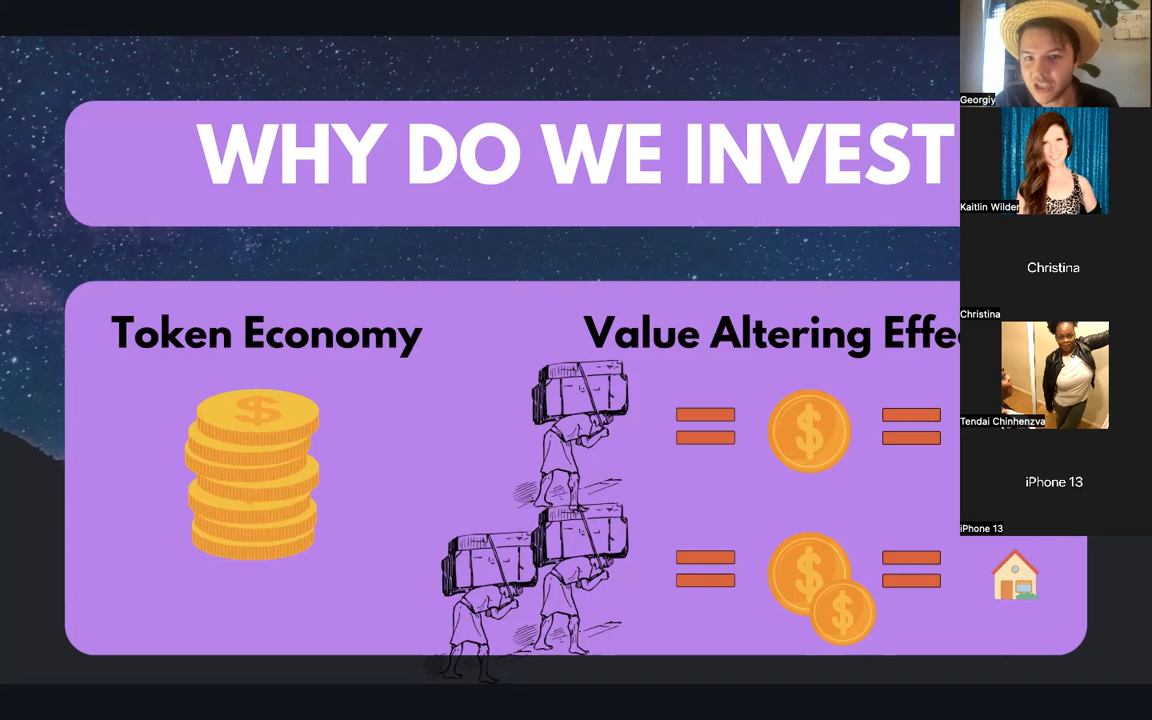 WHY DO WE INVEST
Token Economy
Value Altering Effe
Georgiy
Kaitlin Wilder
Christina
Christina
Tendai Chinhenzva
iPhone 13
iPhone 13